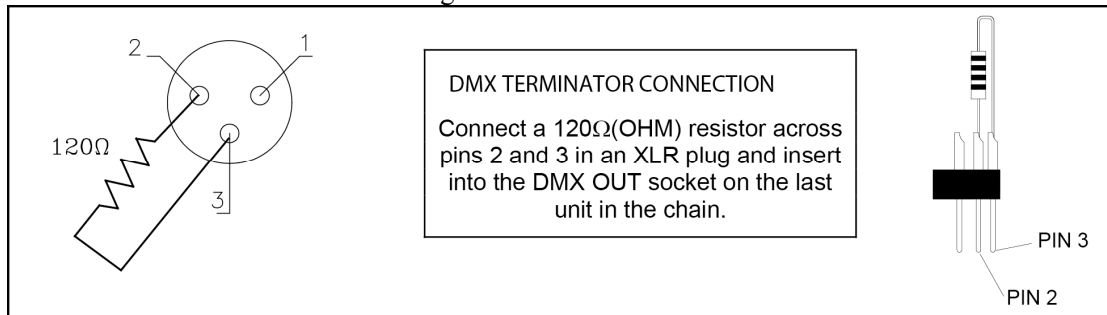 2
1
120Ω
3
DMX TERMINATOR CONNECTION
Connect a 120Ω(OHM) resistor across
pins 2 and 3 in an XLR plug and insert
into the DMX OUT socket on the last
unit in the chain.
PIN 3
PIN 2